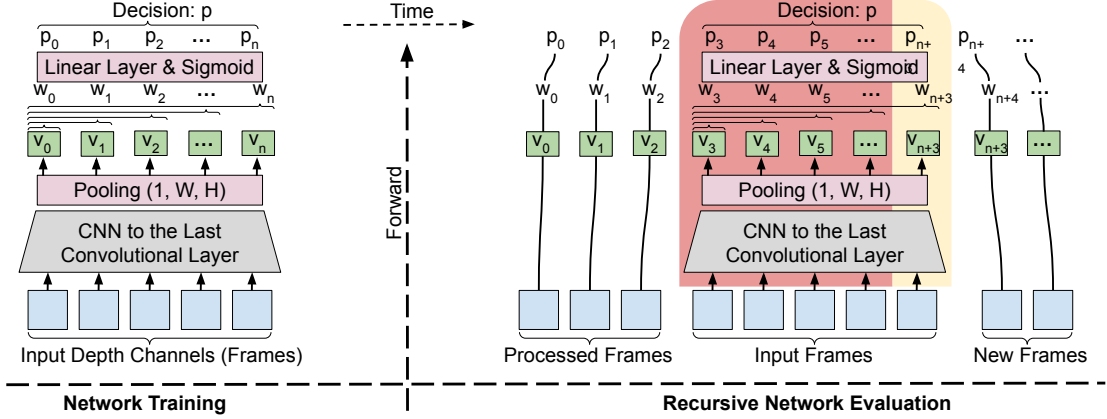 Decision: p
p0 p1 p2 ... pn
Linear Layer & Sigmoid
w0 w1 w2 ... wn
v0 v1 v2 ... vn
Pooling (1, W, H)
CNN to the Last
Convolutional Layer
Input Depth Channels (Frames)
Network Training
Time
Forward
p0 p1 p2
w0 w1 w2
v0 v1 v2
Processed Frames
Decision: p
p3 p4 p5 ... pn+3
Linear Layer & Sigmoid
w3 w4 w5 ... wn+3
v3 v4 v5 ... vn+3
Pooling (1, W, H)
CNN to the Last
Convolutional Layer
Input Frames
pn+4 ...
wn+4 ...
vn+3 ...
New Frames
Recursive Network Evaluation